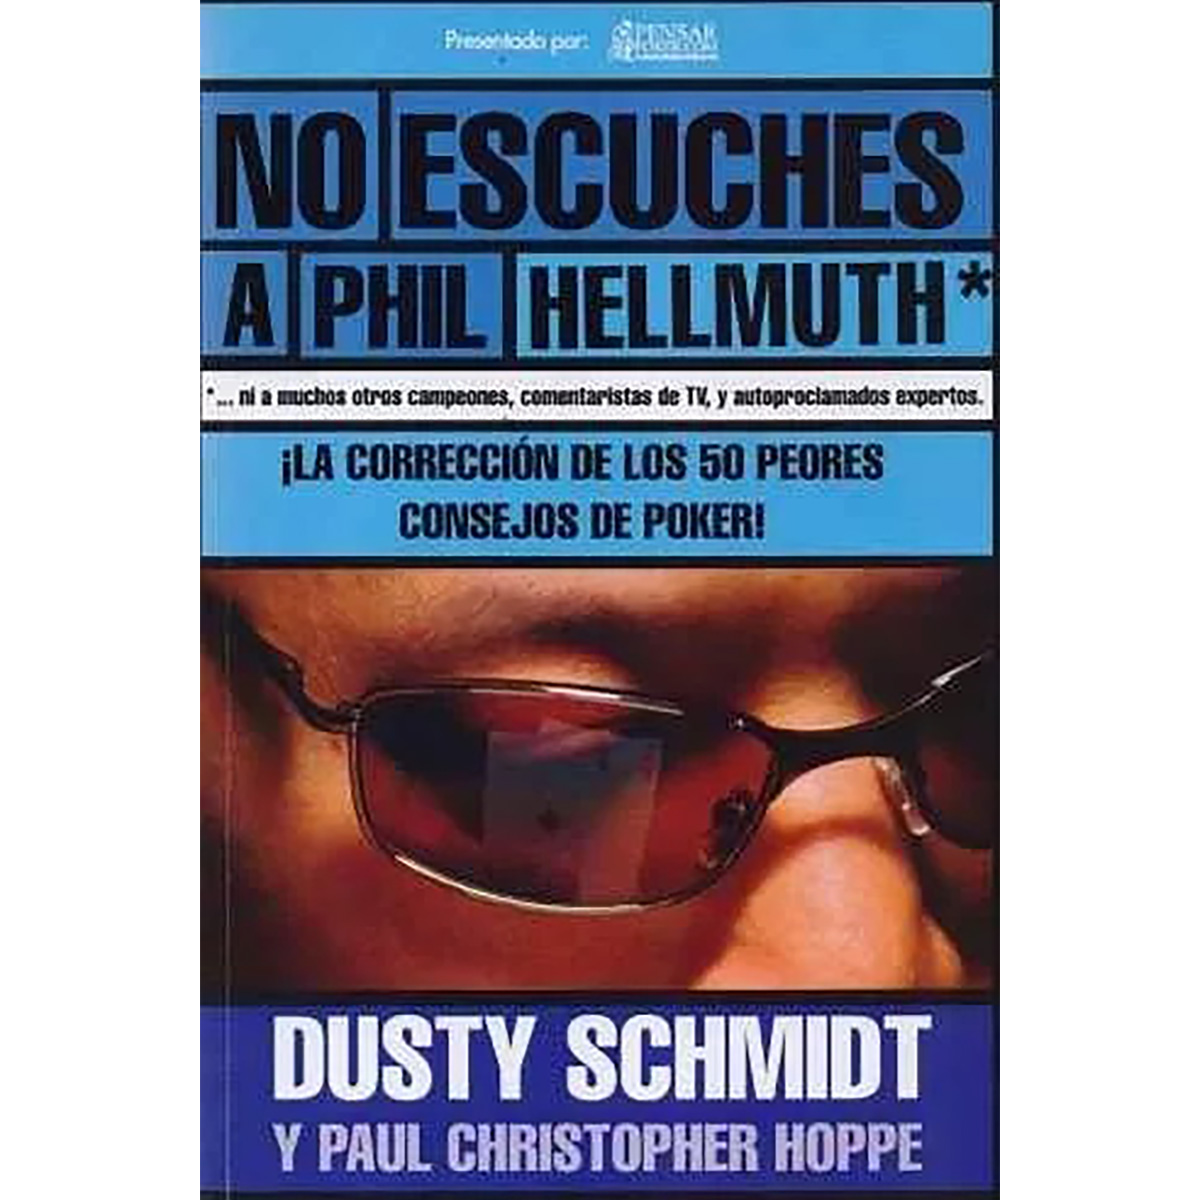 Presentado por: PENSAR
NO ESCUCHES
A PHIL HELLMUTH*
*... ni a muchos otros campeones, comentaristas de TV, y autoproclamados expertos.
¡LA CORRECCIÓN DE LOS 50 PEORES
CONSEJOS DE POKER!
DUSTY SCHMIDT
Y PAUL CHRISTOPHER HOPPE